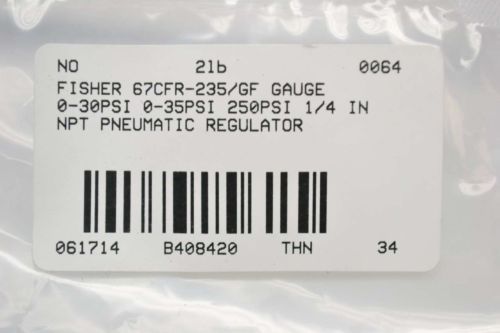 NO 21b 0064
FISHER 67CFR-235/GF GAUGE
0-30PSI 0-35PSI 250PSI 1/4 IN
NPT PNEUMATIC REGULATOR
061714 B408420 THN 34